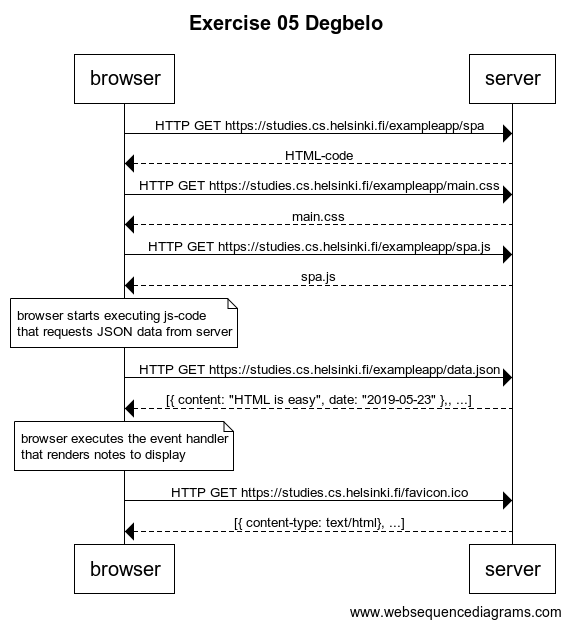 Exercise 05 Degbelo
browser server
HTTP GET https://studies.cs.helsinki.fi/exampleapp/spa
HTML-code
HTTP GET https://studies.cs.helsinki.fi/exampleapp/main.css
main.css
HTTP GET https://studies.cs.helsinki.fi/exampleapp/spa.js
spa.js
browser starts executing js-code
that requests JSON data from server
HTTP GET https://studies.cs.helsinki.fi/exampleapp/data.json
[{ content: "HTML is easy", date: "2019-05-23" },, ...]
browser executes the event handler
that renders notes to display
HTTP GET https://studies.cs.helsinki.fi/favicon.ico
[{ content-type: text/html}, ...]
browser server
www.websequencediagrams.com